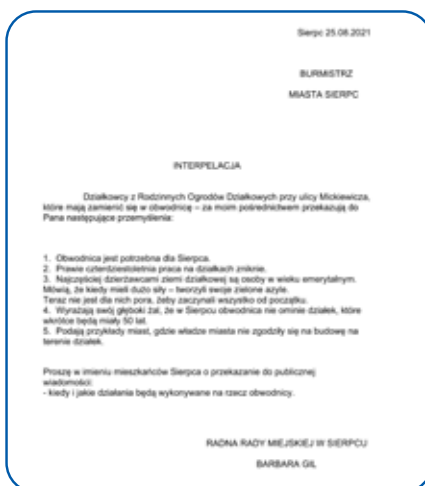 Sierpc 25.08.2021
BURMISTRZ
MIASTA SIERPC
INTERPELACJA
Działkowcy z Rodzinnych Ogrodów Działkowych przy ulicy Mickiewicza,
które mają zamienić się w obwodnicę – za moim pośrednictwem przekazują do
Pana następujące przemyślenia:
1. Obwodnica jest potrzebna dla Sierpca.
2. Prawie czterdziestoletnia praca na działkach zniknie.
3. Najczęściej dzierżawcami ziemi działkowej są osoby w wieku emerytalnym.
Mówią, że kiedy mieli dużo siły – tworzyli swoje zielone azyle.
Teraz nie jest dla nich pora, żeby zaczynali wszystko od początku.
4. Wyrażają swój głęboki żal, że w Sierpcu obwodnica nie ominie działek, które
wkrótce będą miały 50 lat.
5. Podają przykłady miast, gdzie władze miasta nie zgodziły się na budowę na
terenie działek.
Proszę w imieniu mieszkańców Sierpca o przekazanie do publicznej
wiadomości:
- kiedy i jakie działania będą wykonywane na rzecz obwodnicy.
RADNA RADY MIEJSKIEJ W SIERPCU
BARBARA GIL